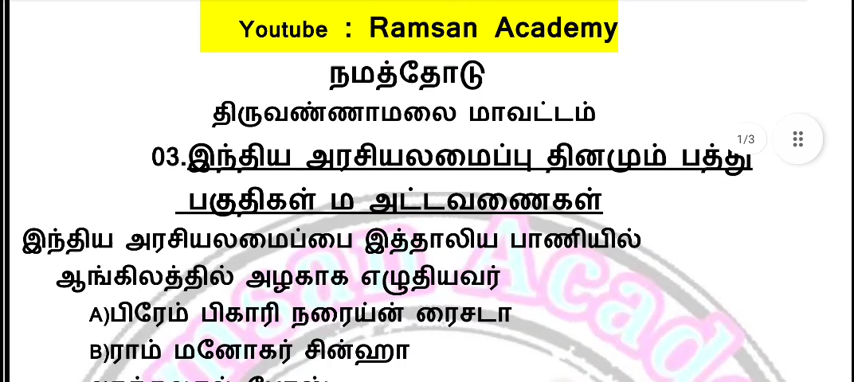 Youtube : Ramsan Academy
நமத்தோடு
திருவண்ணாமலை மாவட்டம்
1/3
03.இந்திய அரசியலமைப்பு தினமும் பத்து
பகுதிகள் ம அட்டவணைகள்
இந்திய அரசியலமைப்பை இத்தாலிய பாணியில்
ஆங்கிலத்தில் அழகாக எழுதியவர்
A)பிரேம் பிகாரி நரைய்ன் ரைசடா
B)ராம் மனோகர் சின்ஹா